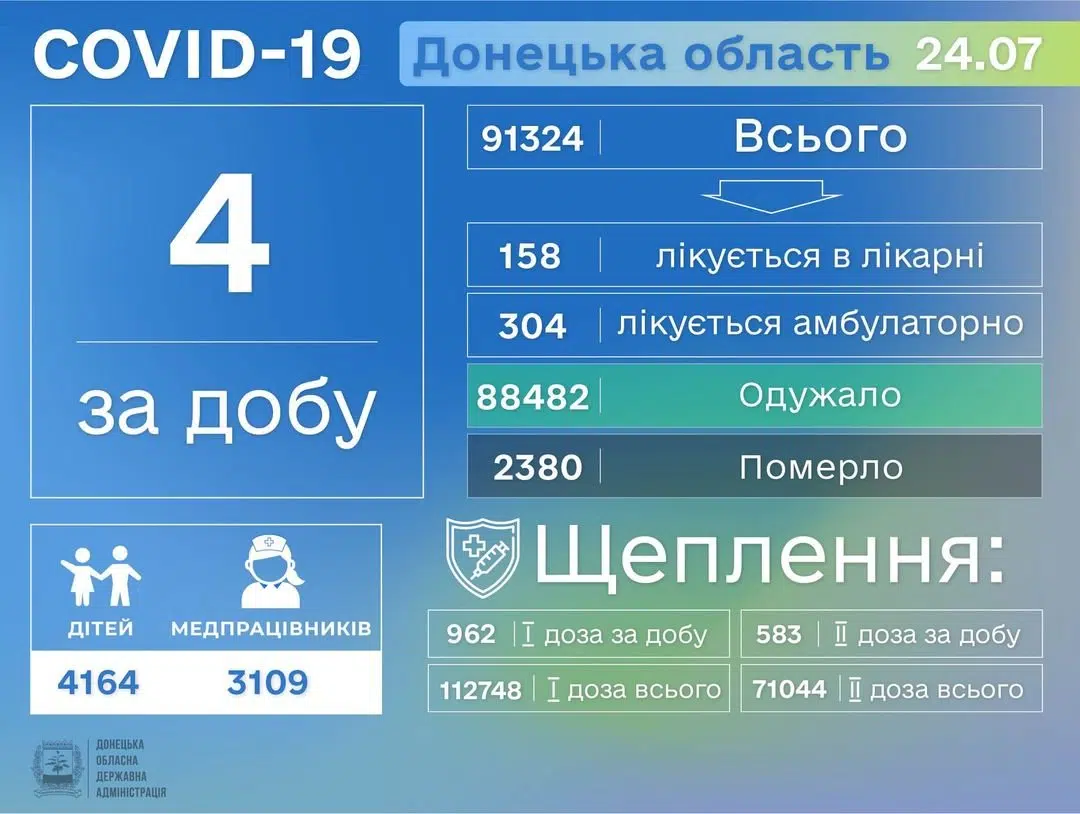 COVID-19
Донецька область 24.07
4
за добу
91324 Всього
158 лікується в лікарні
304 лікується амбулаторно
88482 Одужало
2380 Померло
ДІТЕЙ МЕДПРАЦІВНИКІВ
4164 3109
Щеплення:
962 I доза за добу 583 II доза за добу
112748 I доза всього 71044 II доза всього
ДОНЕЦЬКА
ОБЛАСНА
ДЕРЖАВНА
АДМІНІСТРАЦІЯ